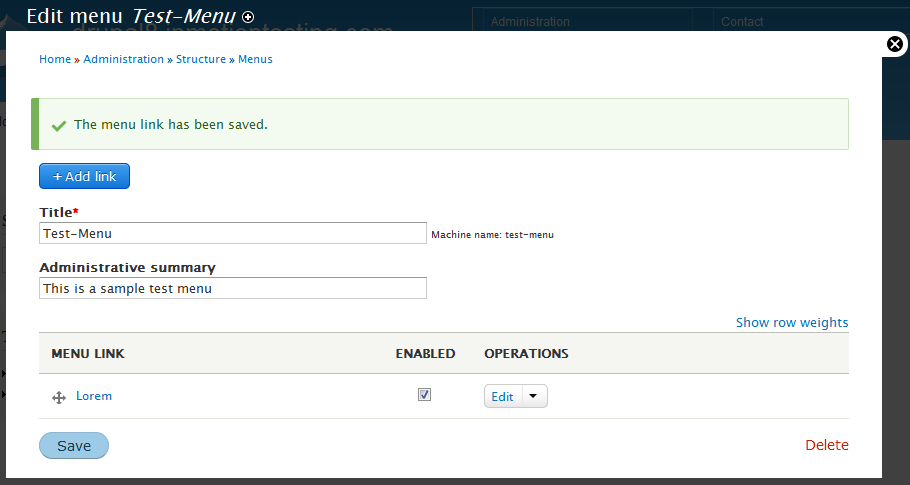 Edit menu Test-Menu
Administration
Contact
Home » Administration » Structure » Menus
The menu link has been saved.
+ Add link
Title*
Test-Menu
Machine name: test-menu
Administrative summary
This is a sample test menu
Show row weights
MENU LINK
ENABLED
OPERATIONS
Lorem
Edit
Save
Delete